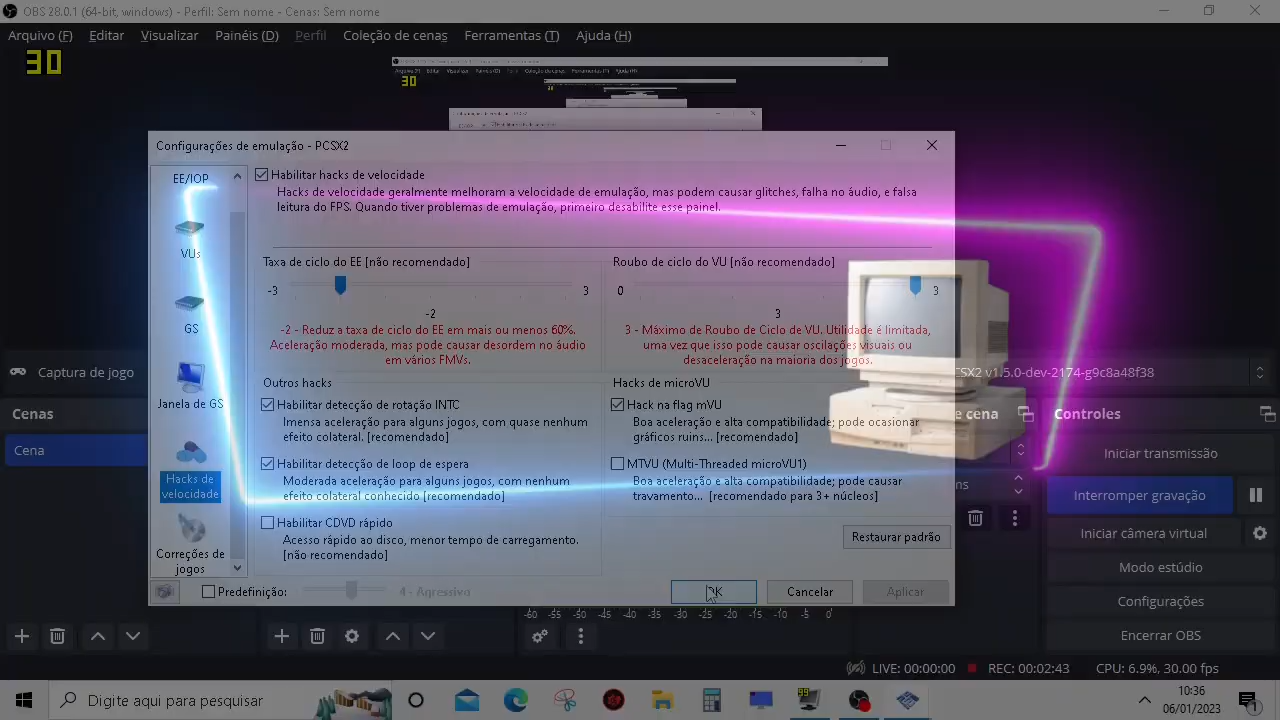 OBS 28.0.1 (64-bit, windows) - Perfil: Sem nome - Cenas: Sem nome
Arquivo (F) Editar Visualizar Painéis (D) Perfil Coleção de cenas Ferramentas (T) Ajuda (H)
30
Configurações de emulação - PCSX2
EE/IOP
VUs
GS
Janela de GS
Hacks de
velocidade
Correções de
jogos
Habilitar hacks de velocidade
Hacks de velocidade geralmente melhoram a velocidade de emulação, mas podem causar glitches, falha no áudio, e falsa
leitura do FPS. Quando tiver problemas de emulação, primeiro desabilite esse painel.
Taxa de ciclo do EE [não recomendado]
-3 3
-2
-2 - Reduz a taxa de ciclo do EE em mais ou menos 60%.
Aceleração moderada, mas pode causar desordem no áudio
em vários FMVs.
Roubo de ciclo do VU [não recomendado]
0 3
3
3 - Máximo de Roubo de Ciclo de VU. Utilidade é limitada,
uma vez que isso pode causar oscilações visuais ou
desaceleração na maioria dos jogos.
Outros hacks
Habilitar detecção de rotação INTC
Imensa aceleração para alguns jogos, com quase nenhum
efeito colateral. [recomendado]
Habilitar detecção de loop de espera
Moderada aceleração para alguns jogos, com nenhum
efeito colateral conhecido [recomendado]
Habilitar CDVD rápido
Acesso rápido ao disco, menor tempo de carregamento.
[não recomendado]
Hacks de microVU
Hack na flag mVU
Boa aceleração e alta compatibilidade; pode ocasionar
gráficos ruins... [recomendado]
MTVU (Multi-Threaded microVU1)
Boa aceleração e alta compatibilidade; pode causar
travamento... [recomendado para 3+ núcleos]
Restaurar padrão
Predefinição: 4 - Agressivo
OK Cancelar Aplicar
Captura de jogo
CSX2 v1.5.0-dev-2174-g9c8a48f38
Cenas
Cena
e cena
ns
Controles
Iniciar transmissão
Interromper gravação
Iniciar câmera virtual
Modo estúdio
Configurações
Encerrar OBS
-60 -55 -50 -45 -40 -35 -30 -25 -20 -15 -10 -5 0
LIVE: 00:00:00 REC: 00:02:43 CPU: 6.9%, 30.00 fps
Digite aqui para pesquisar
99
10:36
06/01/2023
1